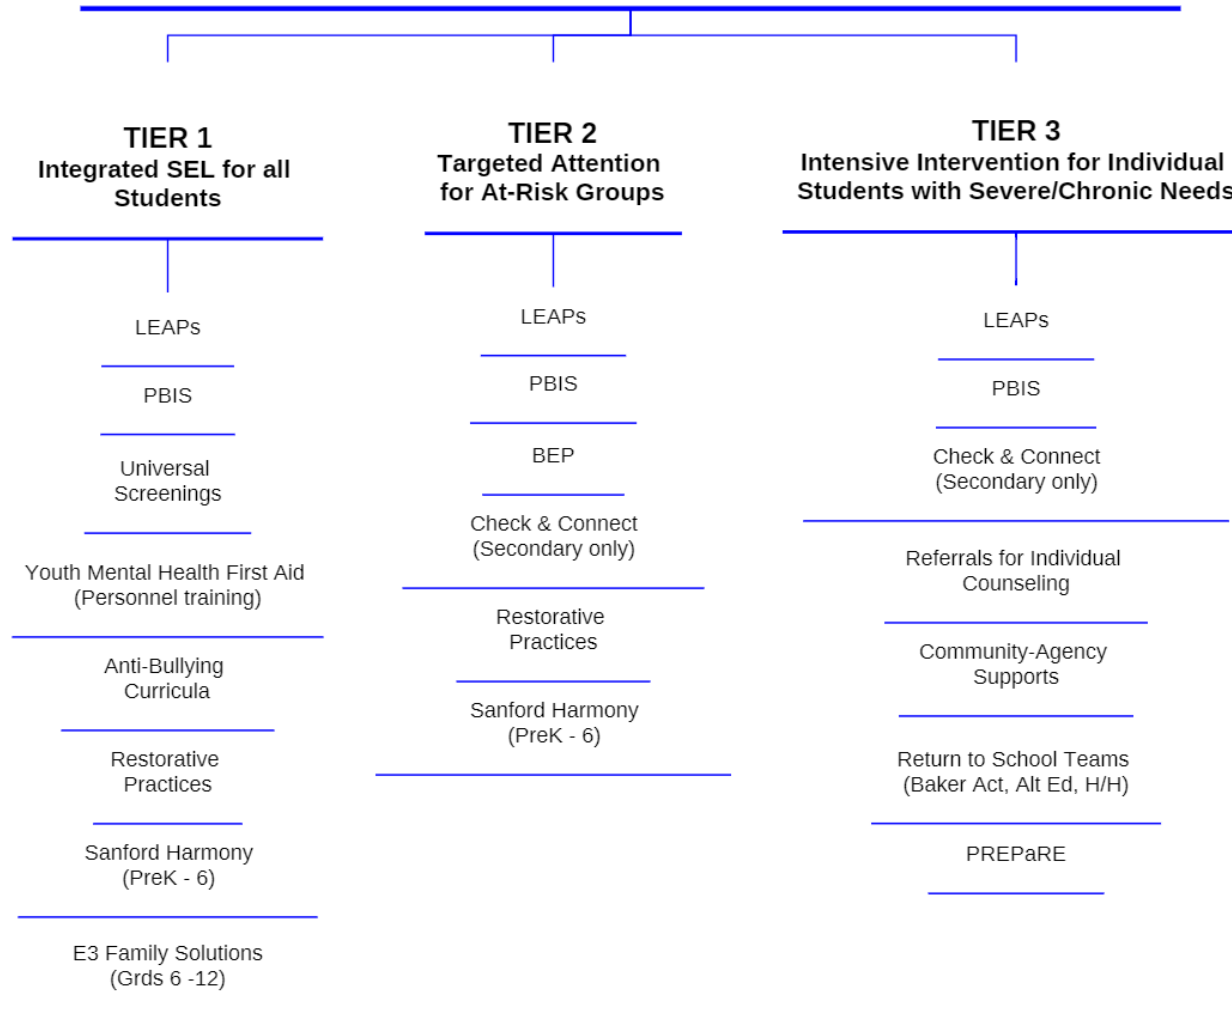 TIER 1
Integrated SEL for all
Students
LEAPs
PBIS
Universal
Screenings
Youth Mental Health First Aid
(Personnel training)
Anti-Bullying
Curricula
Restorative
Practices
Sanford Harmony
(PreK - 6)
E3 Family Solutions
(Grds 6 -12)
TIER 2
Targeted Attention
for At-Risk Groups
LEAPs
PBIS
BEP
Check & Connect
(Secondary only)
Restorative
Practices
Sanford Harmony
(PreK - 6)
TIER 3
Intensive Intervention for Individual
Students with Severe/Chronic Needs
LEAPs
PBIS
Check & Connect
(Secondary only)
Referrals for Individual
Counseling
Community-Agency
Supports
Return to School Teams
(Baker Act, Alt Ed, H/H)
PREPaRE